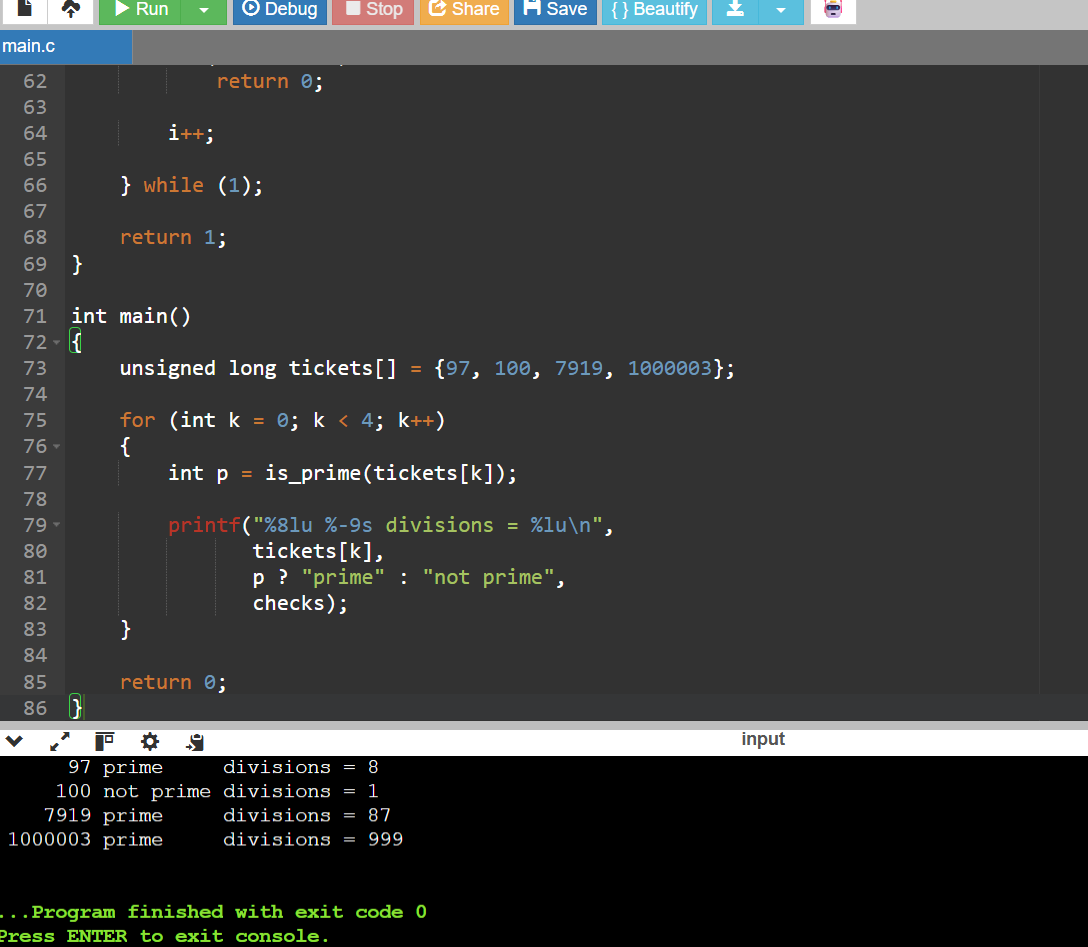 Run Debug Stop Share Save { } Beautify
main.c
62 return 0;
63
64 i++;
65
66 } while (1);
67
68 return 1;
69 }
70
71 int main()
72 {
73 unsigned long tickets[] = {97, 100, 7919, 1000003};
74
75 for (int k = 0; k < 4; k++)
76 {
77 int p = is_prime(tickets[k]);
78
79 printf("%8lu %-9s divisions = %lu\n",
80 tickets[k],
81 p ? "prime" : "not prime",
82 checks);
83 }
84
85 return 0;
86 }
input
97 prime divisions = 8
100 not prime divisions = 1
7919 prime divisions = 87
1000003 prime divisions = 999
...Program finished with exit code 0
Press ENTER to exit console.